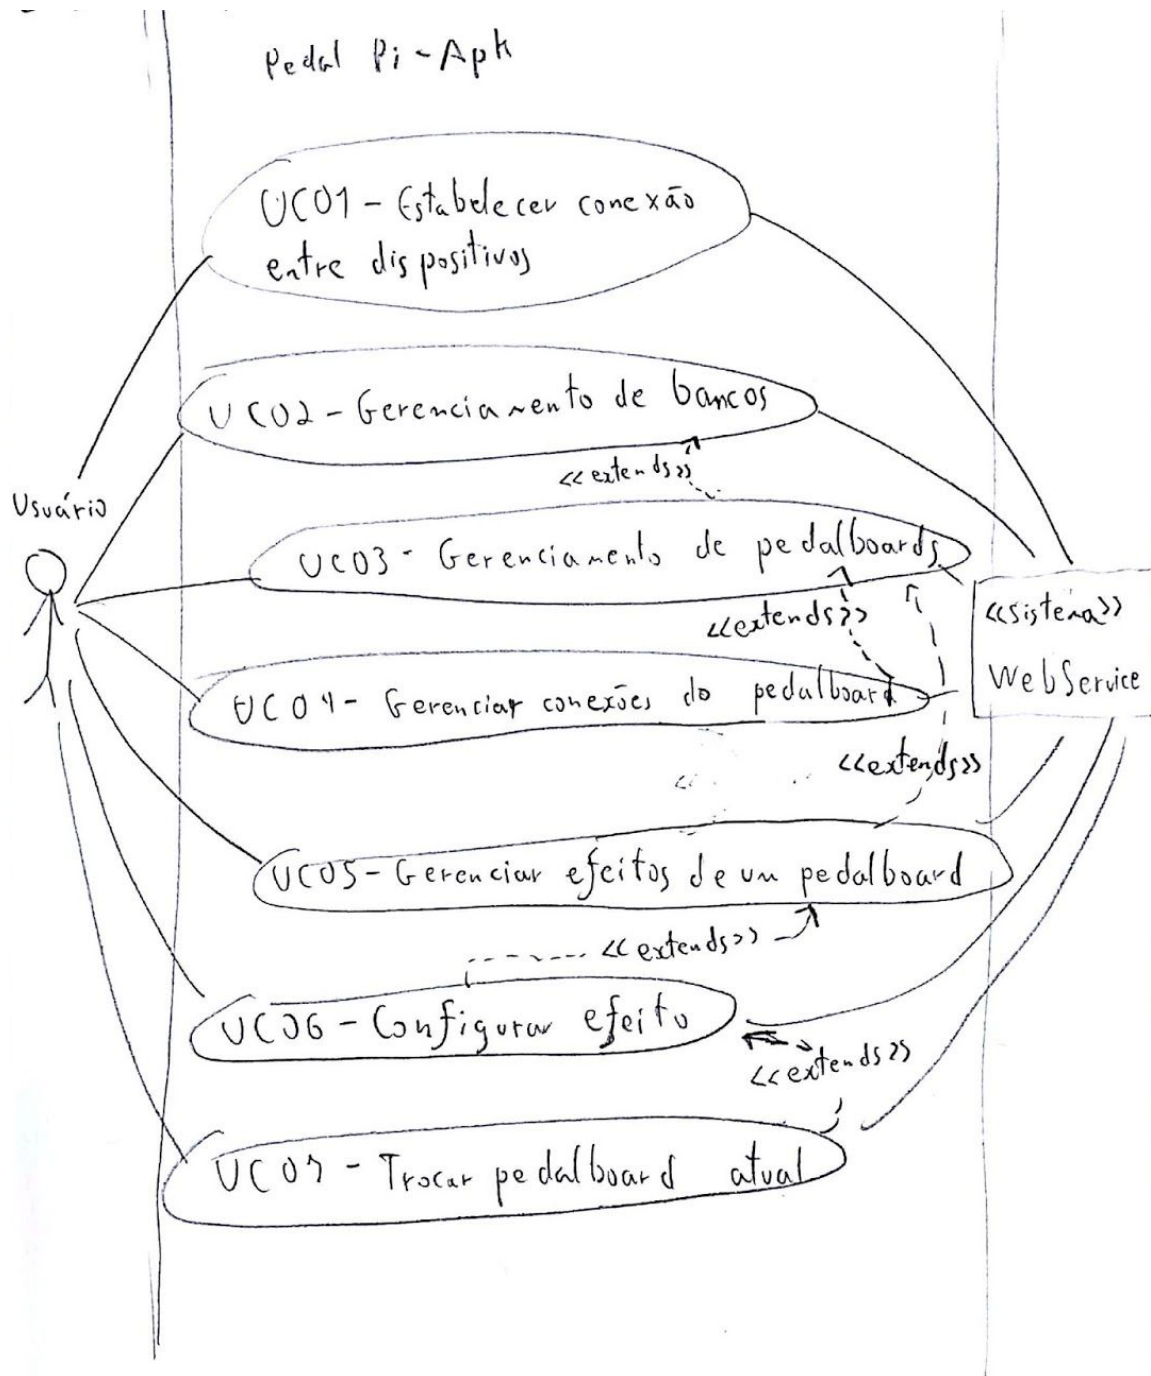 Pedal Pi-Apk
UC01 - Estabelecer conexão
entre dispositivos
UC02 - Gerenciamento de bancos
<<extends>>
Usuário
UC03 - Gerenciamento de pedalboards
<<extends>>
<<sistema>>
WebService
UC04 - Gerenciar conexões do pedalboard
<<extends>>
UC05 - Gerenciar efeitos de um pedalboard
<<extends>>
UC06 - Configurar efeito
<<extends>>
UC07 - Trocar pedalboard atual